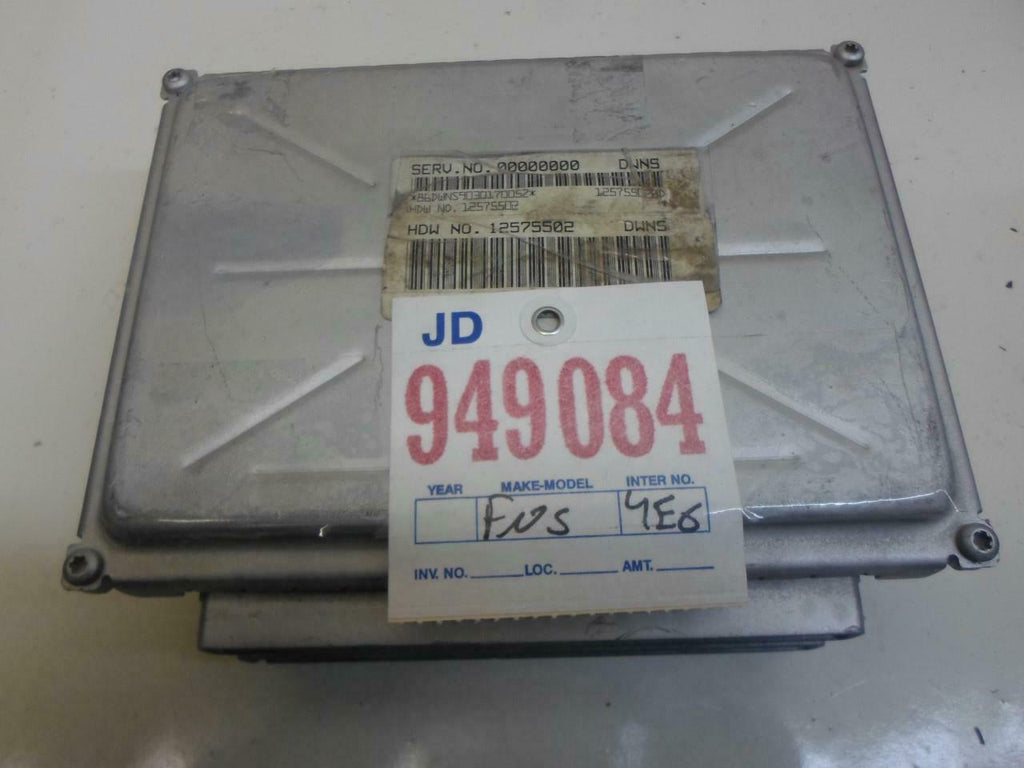 SERV.NO. 00000000 DWNS
*86DWNS9030170052*
HDW NO. 12575502
HDW NO. 12575502 DWNS
JD
949084
YEAR MAKE-MODEL INTER NO.
INV. NO. LOC. AMT.